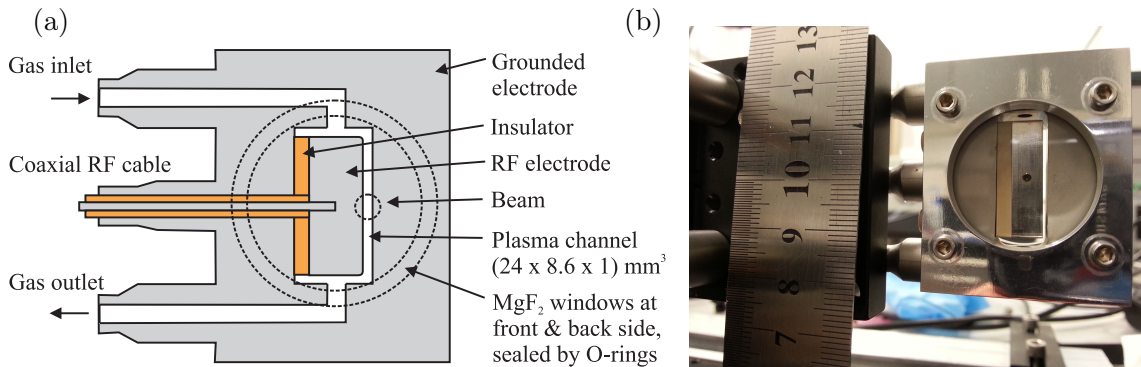 (a)
Gas inlet
Coaxial RF cable
Gas outlet
Grounded
electrode
Insulator
RF electrode
Beam
Plasma channel
(24 x 8.6 x 1) mm³
MgF₂ windows at
front & back side,
sealed by O-rings
(b)
13
12
11
10
9
8
7